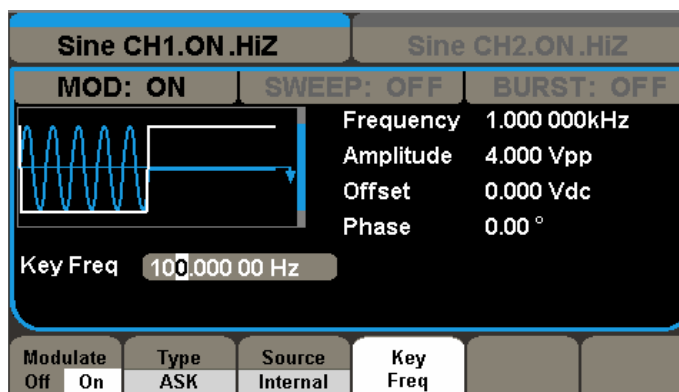 Sine CH1.ON.HiZ Sine CH2.ON.HiZ
MOD: ON SWEEP: OFF BURST: OFF
Frequency 1.000 000kHz
Amplitude 4.000 Vpp
Offset 0.000 Vdc
Phase 0.00 °
Key Freq 100.000 00 Hz
Modulate Type Source Key
Off On ASK Internal Freq